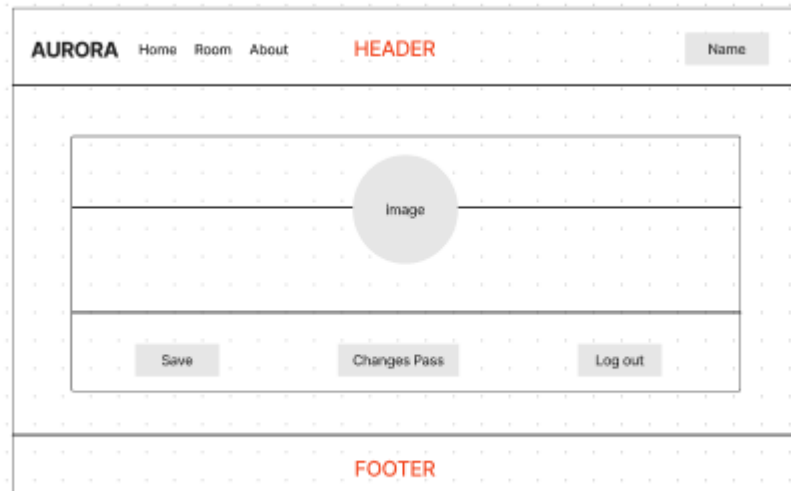 AURORA Home Room About HEADER Name
Image
Save Changes Pass Log out
FOOTER